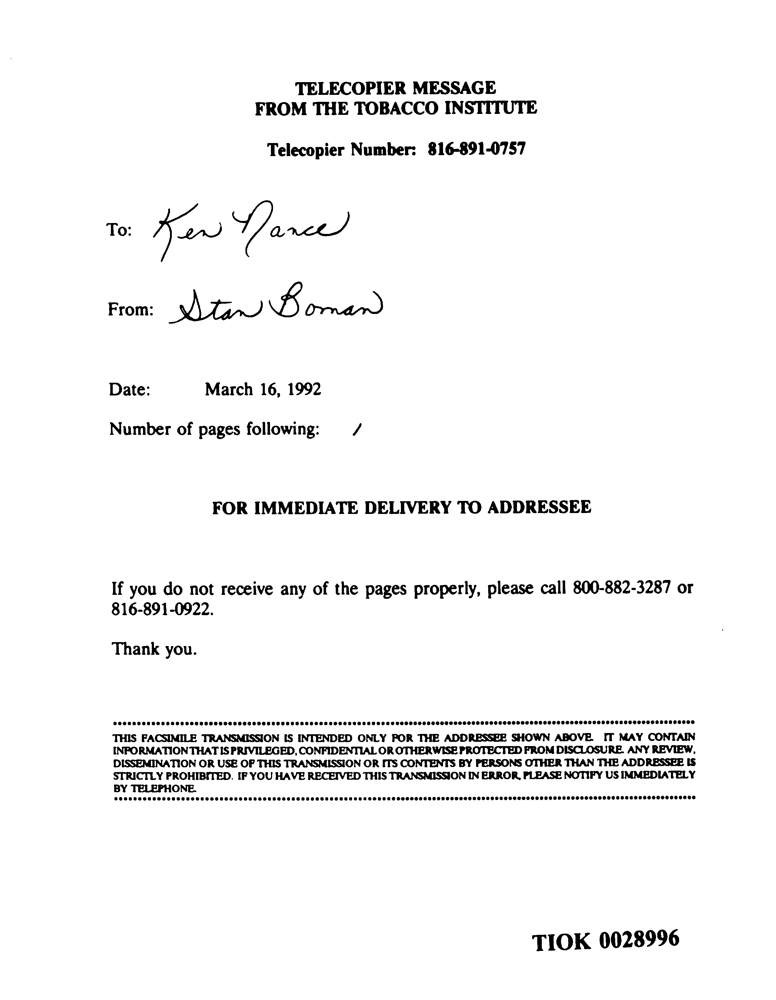 TELECOPIER MESSAGE
FROM THE TOBACCO INSTITUTE
Telecopier Number: 816-891-0757
To: Ken Nance
From: Stan Boman
Date: March 16, 1992
Number of pages following: 1
FOR IMMEDIATE DELIVERY TO ADDRESSEE
If you do not receive any of the pages properly, please call 800-882-3287 or
816-891-0922.
Thank you.
THIS FACSIMILE TRANSMISSION IS INTENDED ONLY FOR THE ADDRESSEE SHOWN ABOVE. IT MAY CONTAIN
INFORMATION THAT IS PRIVILEGED, CONFIDENTIAL OR OTHERWISE PROTECTED FROM DISCLOSURE. ANY REVIEW,
DISSEMINATION OR USE OF THIS TRANSMISSION OR ITS CONTENTS BY PERSONS OTHER THAN THE ADDRESSEE IS
STRICTLY PROHIBITED. IF YOU HAVE RECEIVED THIS TRANSMISSION IN ERROR, PLEASE NOTIFY US IMMEDIATELY
BY TELEPHONE.
TIOK 0028996